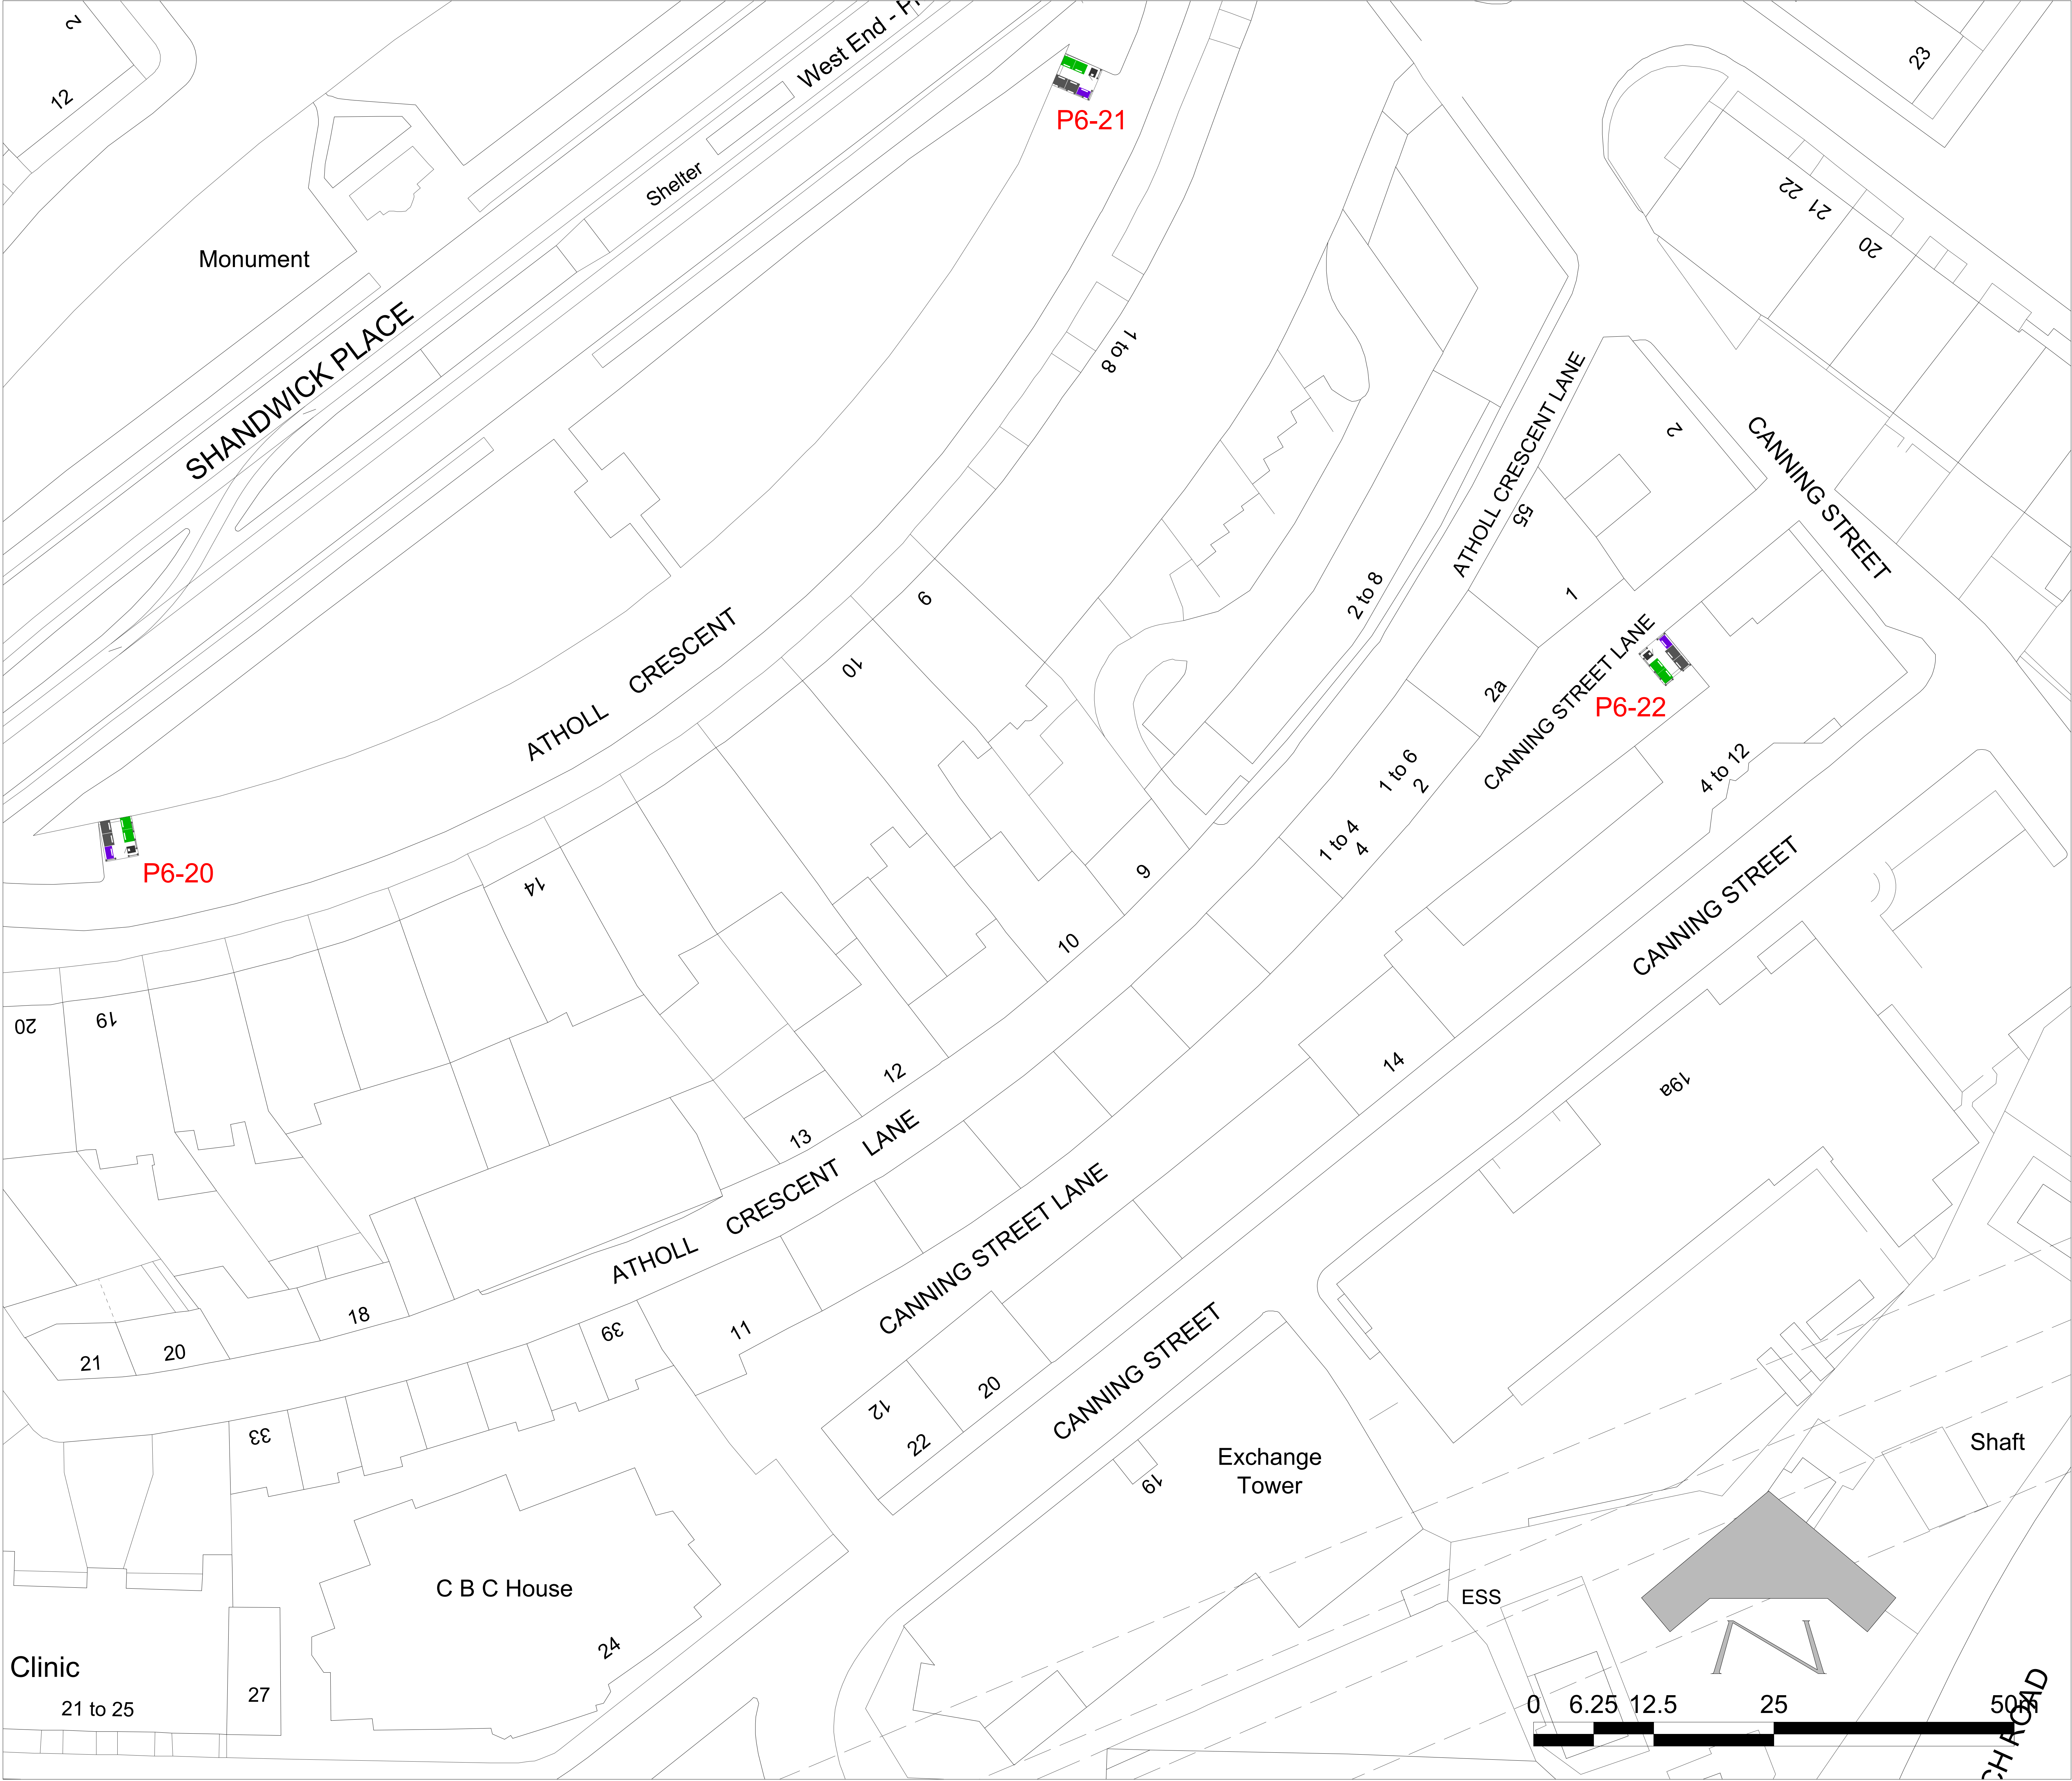 2
12
West End - Pr
P6-21
23
Shelter
22
21
20
Monument
SHANDWICK PLACE
1 to 8
ATHOLL CRESCENT LANE
2
CANNING STREET
55
2 to 8
1
9
ATHOLL CRESCENT
10
CANNING STREET LANE
2a
P6-22
1 to 6
2
4 to 12
1 to 4
4
P6-20
14
9
CANNING STREET
10
20
19
12
14
19a
13
ATHOLL CRESCENT LANE
CANNING STREET LANE
18
39
11
21
20
CANNING STREET
20
12
22
33
Exchange
Tower
19
Shaft
C B C House
24
ESS
Clinic
21 to 25
27
0 6.25 12.5 25 50m
CH ROAD